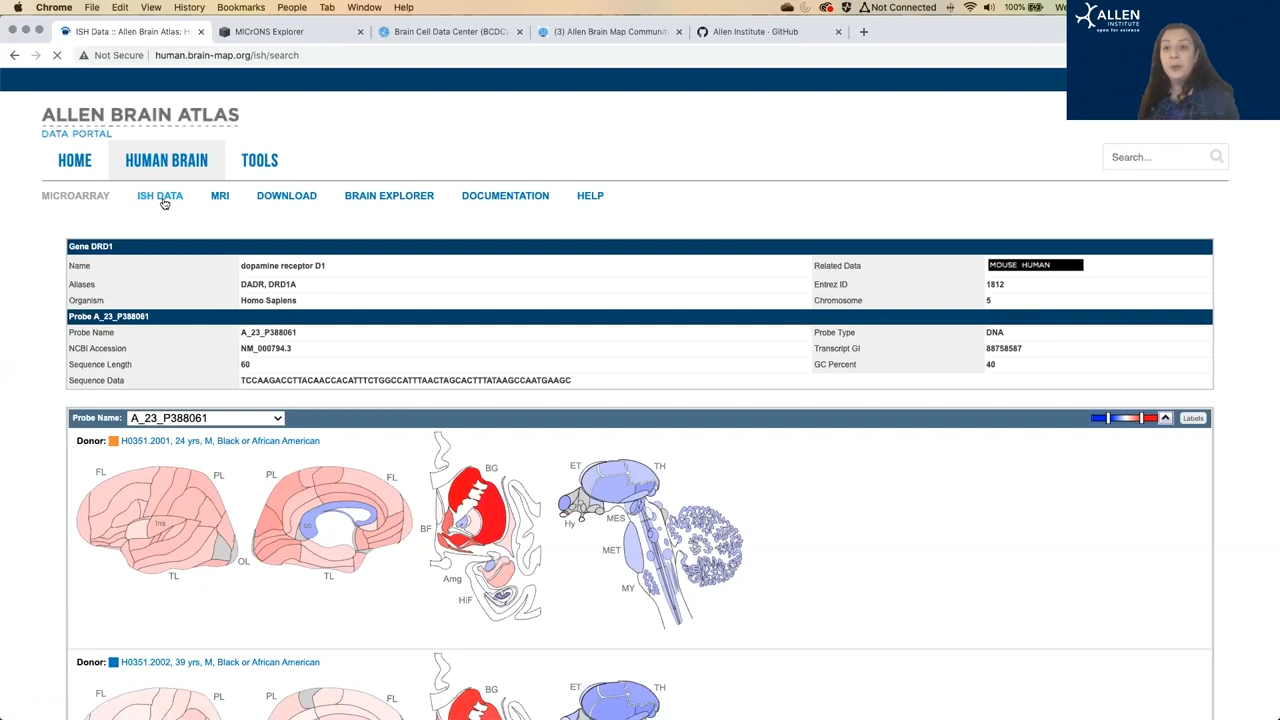 Chrome File Edit View History Bookmarks People Tab Window Help Not Connected 100%
ISH Data :: Allen Brain Atlas: H MICrONS Explorer Brain Cell Data Center (BCDC) (3) Allen Brain Map Communi Allen Institute · GitHub
Not Secure human.brain-map.org/ish/search
ALLEN INSTITUTE
open for science
ALLEN BRAIN ATLAS
DATA PORTAL
HOME HUMAN BRAIN TOOLS
Search...
MICROARRAY ISH DATA MRI DOWNLOAD BRAIN EXPLORER DOCUMENTATION HELP
Gene DRD1
Name dopamine receptor D1 Related Data MOUSE HUMAN
Aliases DADR, DRD1A Entrez ID 1812
Organism Homo Sapiens Chromosome 5
Probe A_23_P388061
Probe Name A_23_P388061 Probe Type DNA
NCBI Accession NM_000794.3 Transcript GI 88758587
Sequence Length 60 GC Percent 40
Sequence Data TCCAAGACCTTACAACCACATTTCTGGCCATTTAACTAGCACTTTATAAGCCAATGAAGC
Probe Name: A_23_P388061 Labels
Donor: H0351.2001, 24 yrs, M, Black or African American
FL PL PL FL BG ET TH
Ins cc BF Hy MES
OL MET
TL TL Amg MY
HiF
Donor: H0351.2002, 39 yrs, M, Black or African American
FL PL PL FL BG ET TH